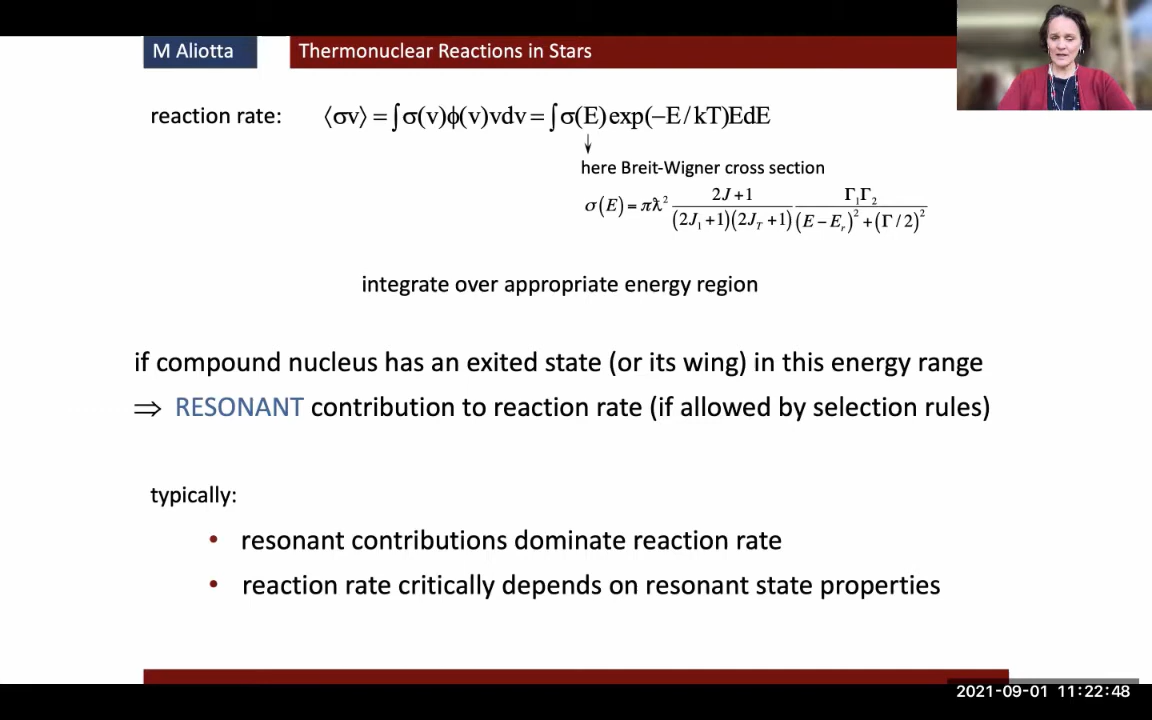 M Aliotta
Thermonuclear Reactions in Stars
reaction rate: ⟨σv⟩ = ∫σ(v)ϕ(v)vdv = ∫σ(E)exp(−E/kT)EdE
↓
here Breit-Wigner cross section
σ(E) = πƛ² (2J+1)/((2J₁+1)(2J_T+1)) Γ₁Γ₂/((E−E_r)²+(Γ/2)²)
integrate over appropriate energy region
if compound nucleus has an exited state (or its wing) in this energy range
⇒ RESONANT contribution to reaction rate (if allowed by selection rules)
typically:
• resonant contributions dominate reaction rate
• reaction rate critically depends on resonant state properties
2021-09-01 11:22:48